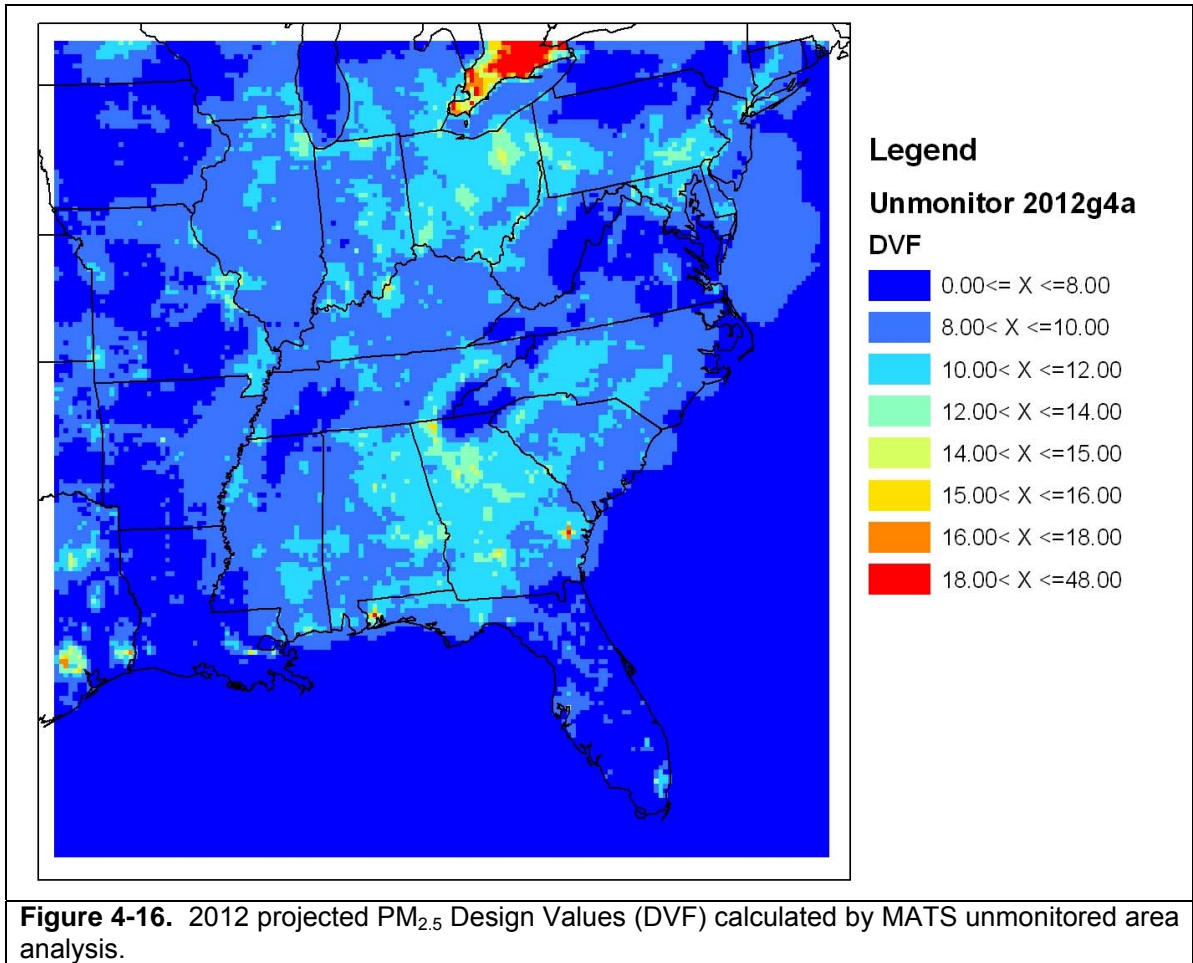 Legend
Unmonitor 2012g4a
DVF
0.00<= X <=8.00
8.00< X <=10.00
10.00< X <=12.00
12.00< X <=14.00
14.00< X <=15.00
15.00< X <=16.00
16.00< X <=18.00
18.00< X <=48.00
Figure 4-16. 2012 projected PM2.5 Design Values (DVF) calculated by MATS unmonitored area
analysis.